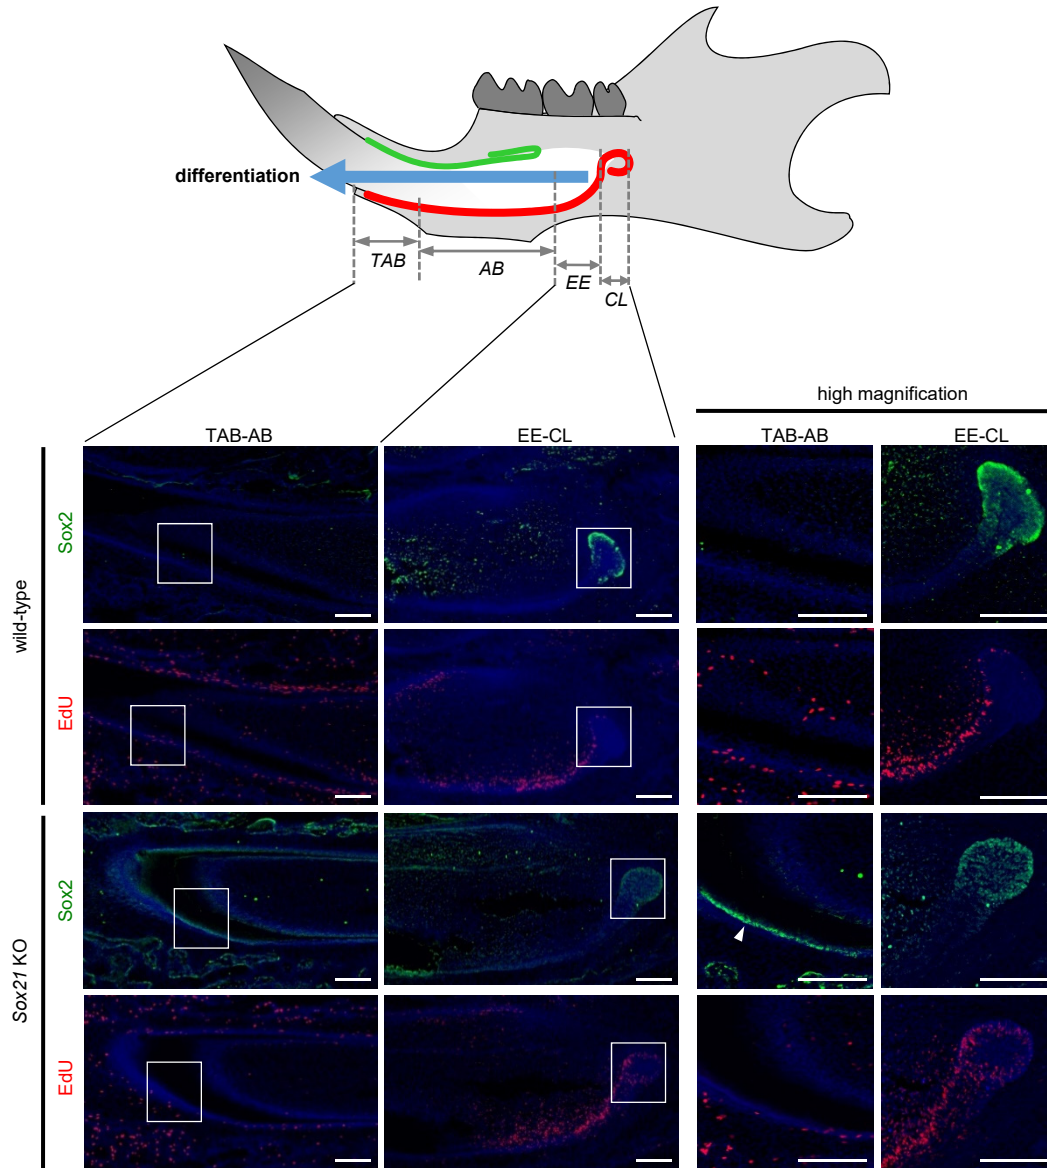 differentiation
TAB
AB
EE
CL
high magnification
TAB-AB
EE-CL
TAB-AB
EE-CL
wild-type
Sox2
EdU
Sox21 KO
Sox2
EdU